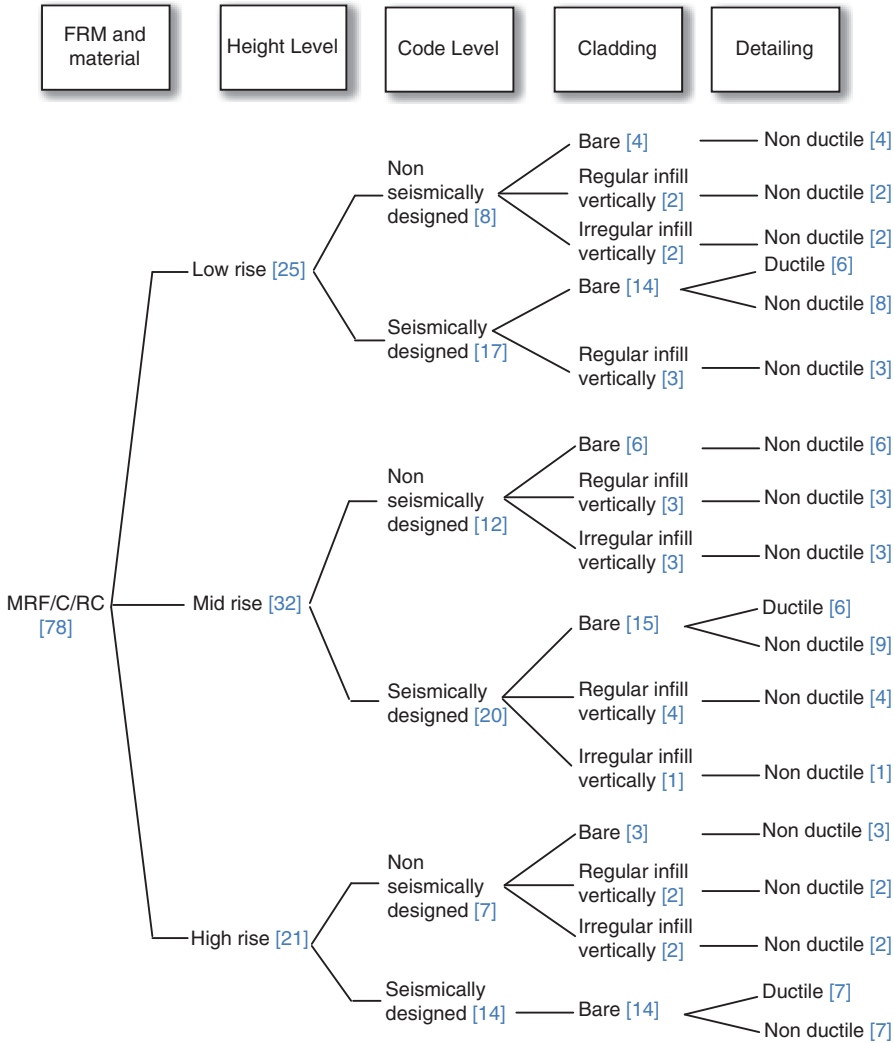 FRM and
material
Height Level
Code Level
Cladding
Detailing
MRF/C/RC
[78]
Low rise [25]
Non
seismically
designed [8]
Bare [4]
Non ductile [4]
Regular infill
vertically [2]
Non ductile [2]
Irregular infill
vertically [2]
Non ductile [2]
Seismically
designed [17]
Bare [14]
Ductile [6]
Non ductile [8]
Regular infill
vertically [3]
Non ductile [3]
Mid rise [32]
Non
seismically
designed [12]
Bare [6]
Non ductile [6]
Regular infill
vertically [3]
Non ductile [3]
Irregular infill
vertically [3]
Non ductile [3]
Seismically
designed [20]
Bare [15]
Ductile [6]
Non ductile [9]
Regular infill
vertically [4]
Non ductile [4]
Irregular infill
vertically [1]
Non ductile [1]
High rise [21]
Non
seismically
designed [7]
Bare [3]
Non ductile [3]
Regular infill
vertically [2]
Non ductile [2]
Irregular infill
vertically [2]
Non ductile [2]
Seismically
designed [14]
Bare [14]
Ductile [7]
Non ductile [7]